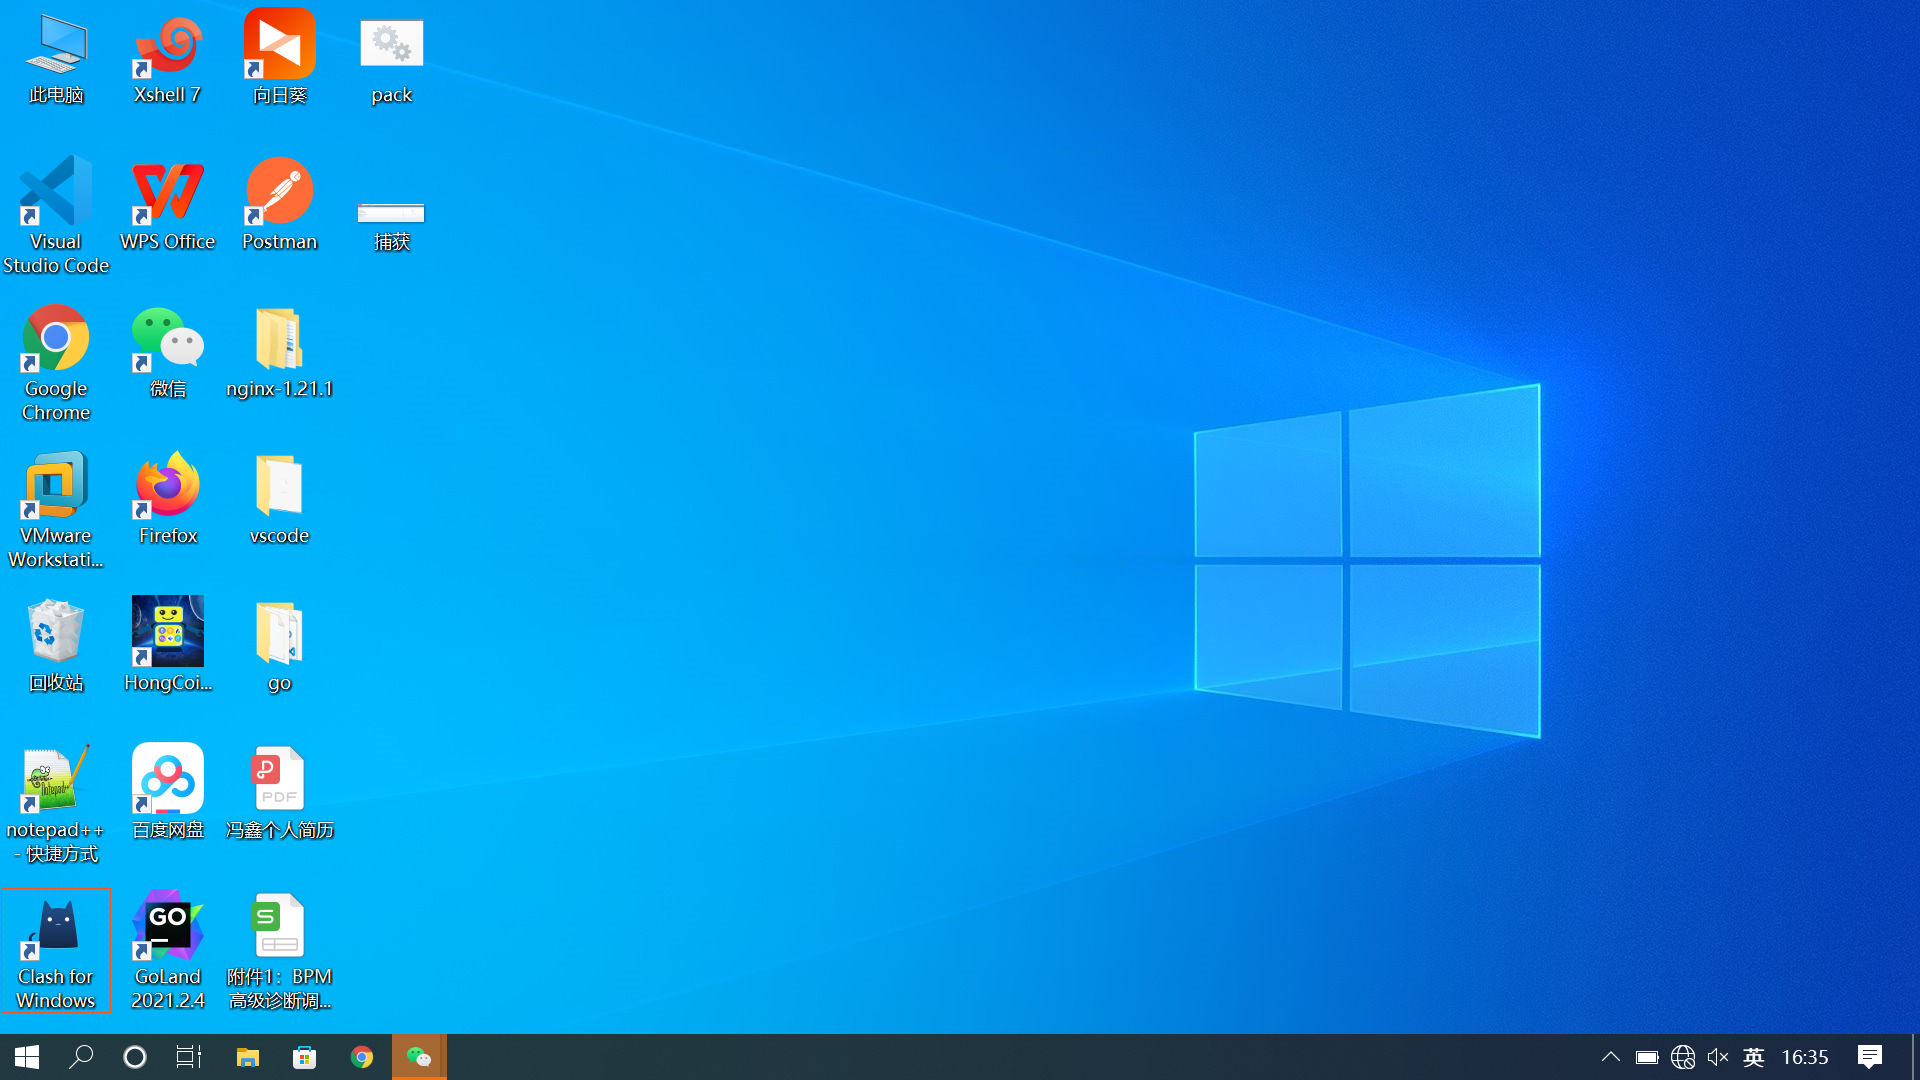 此电脑
Xshell 7
向日葵
pack
Visual
Studio Code
WPS Office
Postman
捕获
Google
Chrome
微信
nginx-1.21.1
VMware
Workstati...
Firefox
vscode
回收站
HongCoi...
go
notepad++
- 快捷方式
百度网盘
PDF
冯鑫个人简历
Clash for
Windows
GO
GoLand
2021.2.4
S
附件1：BPM
高级诊断调...
英
16:35